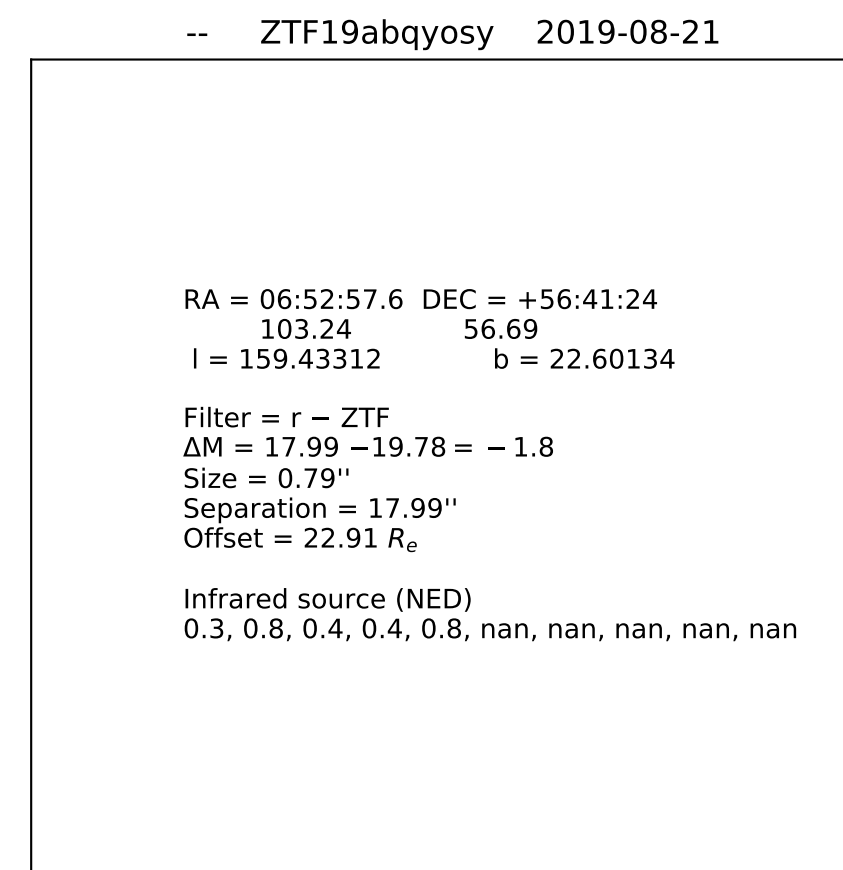 -- ZTF19abqyosy 2019-08-21
RA = 06:52:57.6 DEC = +56:41:24
103.24 56.69
l = 159.43312 b = 22.60134
Filter = r − ZTF
ΔM = 17.99 −19.78 = − 1.8
Size = 0.79''
Separation = 17.99''
Offset = 22.91 Rₑ
Infrared source (NED)
0.3, 0.8, 0.4, 0.4, 0.8, nan, nan, nan, nan, nan